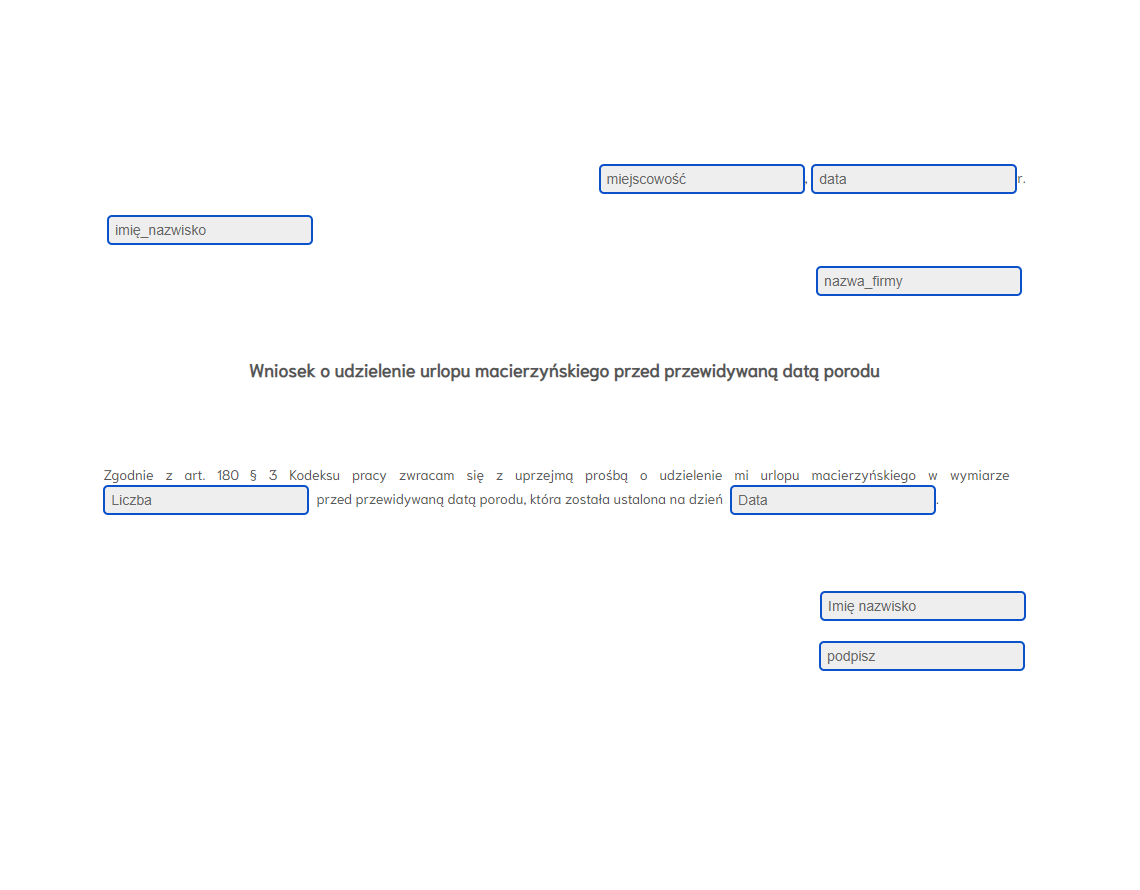 miejscowość, data r.
imię_nazwisko
nazwa_firmy
Wniosek o udzielenie urlopu macierzyńskiego przed przewidywaną datą porodu
Zgodnie z art. 180 § 3 Kodeksu pracy zwracam się z uprzejmą prośbą o udzielenie mi urlopu macierzyńskiego w wymiarze
Liczba przed przewidywaną datą porodu, która została ustalona na dzień Data.
Imię nazwisko
podpisz